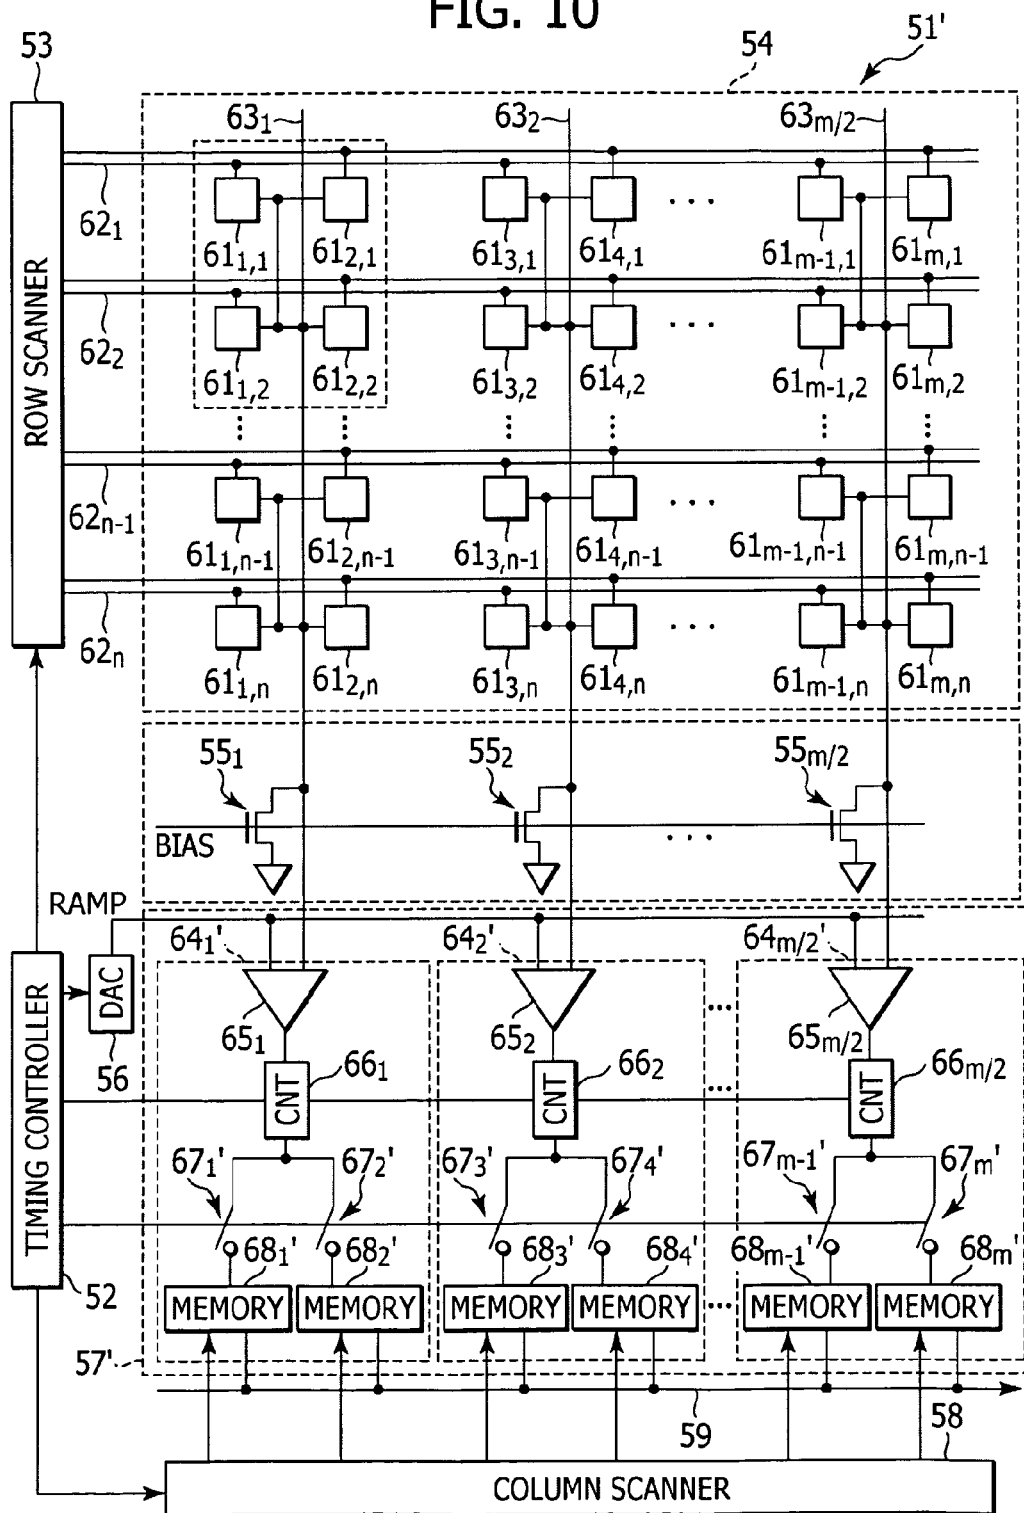 FIG. 10
53
54
51'
63₁
63₂
63m/2
62₁
61₁,₁
61₂,₁
61₃,₁
61₄,₁
...
61m-1,1
61m,1
ROW SCANNER
62₂
61₁,₂
61₂,₂
61₃,₂
61₄,₂
...
61m-1,2
61m,2
62n-1
61₁,n-1
61₂,n-1
61₃,n-1
61₄,n-1
...
61m-1,n-1
61m,n-1
62n
61₁,n
61₂,n
61₃,n
61₄,n
...
61m-1,n
61m,n
55₁
55₂
55m/2
BIAS
...
RAMP
64₁'
64₂'
64m/2'
DAC
56
65₁
65₂
65m/2
...
CNT
66₁
CNT
66₂
...
CNT
66m/2
TIMING CONTROLLER
67₁'
67₂'
67₃'
67₄'
67m-1'
67m'
68₁'
68₂'
68₃'
68₄'
68m-1'
68m'
52
MEMORY
MEMORY
MEMORY
MEMORY
...
MEMORY
MEMORY
57'
59
58
COLUMN SCANNER